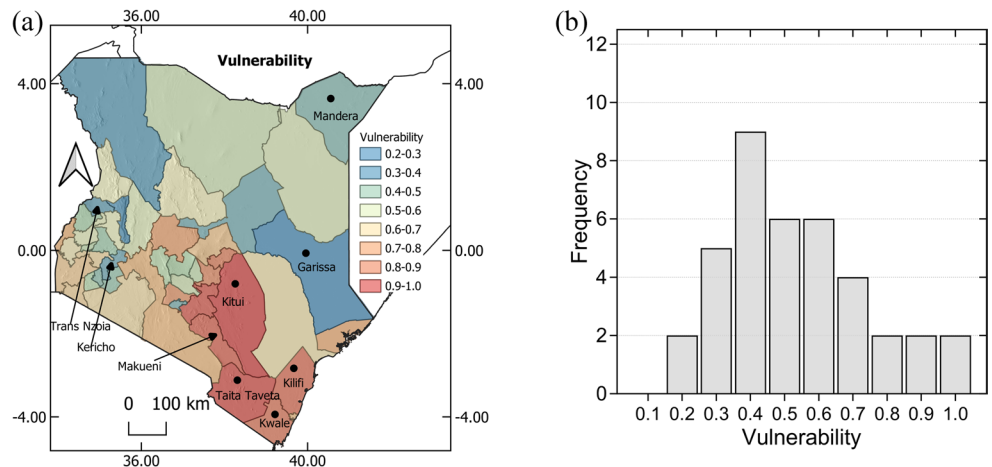 (a)
36.00
40.00
Vulnerability
4.00
4.00
Mandera
Vulnerability
0.2-0.3
0.3-0.4
0.4-0.5
0.5-0.6
0.6-0.7
0.7-0.8
0.8-0.9
0.9-1.0
0.00
0.00
Garissa
Kitui
Trans Nzoia
Kericho
Makueni
Kilifi
Taita Taveta
Kwale
0 100 km
-4.00
-4.00
36.00
40.00
(b)
12
10
8
6
4
2
0
Frequency
0.1 0.2 0.3 0.4 0.5 0.6 0.7 0.8 0.9 1.0
Vulnerability